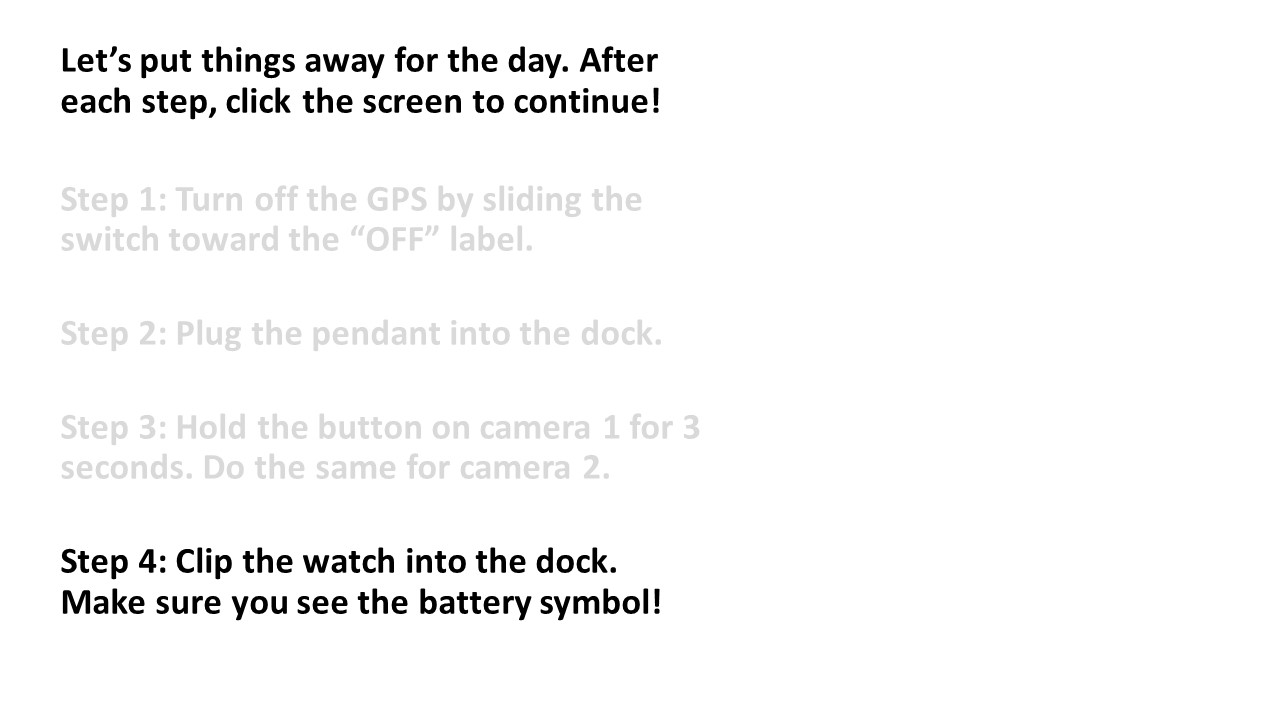 Let’s put things away for the day. After
each step, click the screen to continue!
Step 1: Turn off the GPS by sliding the
switch toward the “OFF” label.
Step 2: Plug the pendant into the dock.
Step 3: Hold the button on camera 1 for 3
seconds. Do the same for camera 2.
Step 4: Clip the watch into the dock.
Make sure you see the battery symbol!